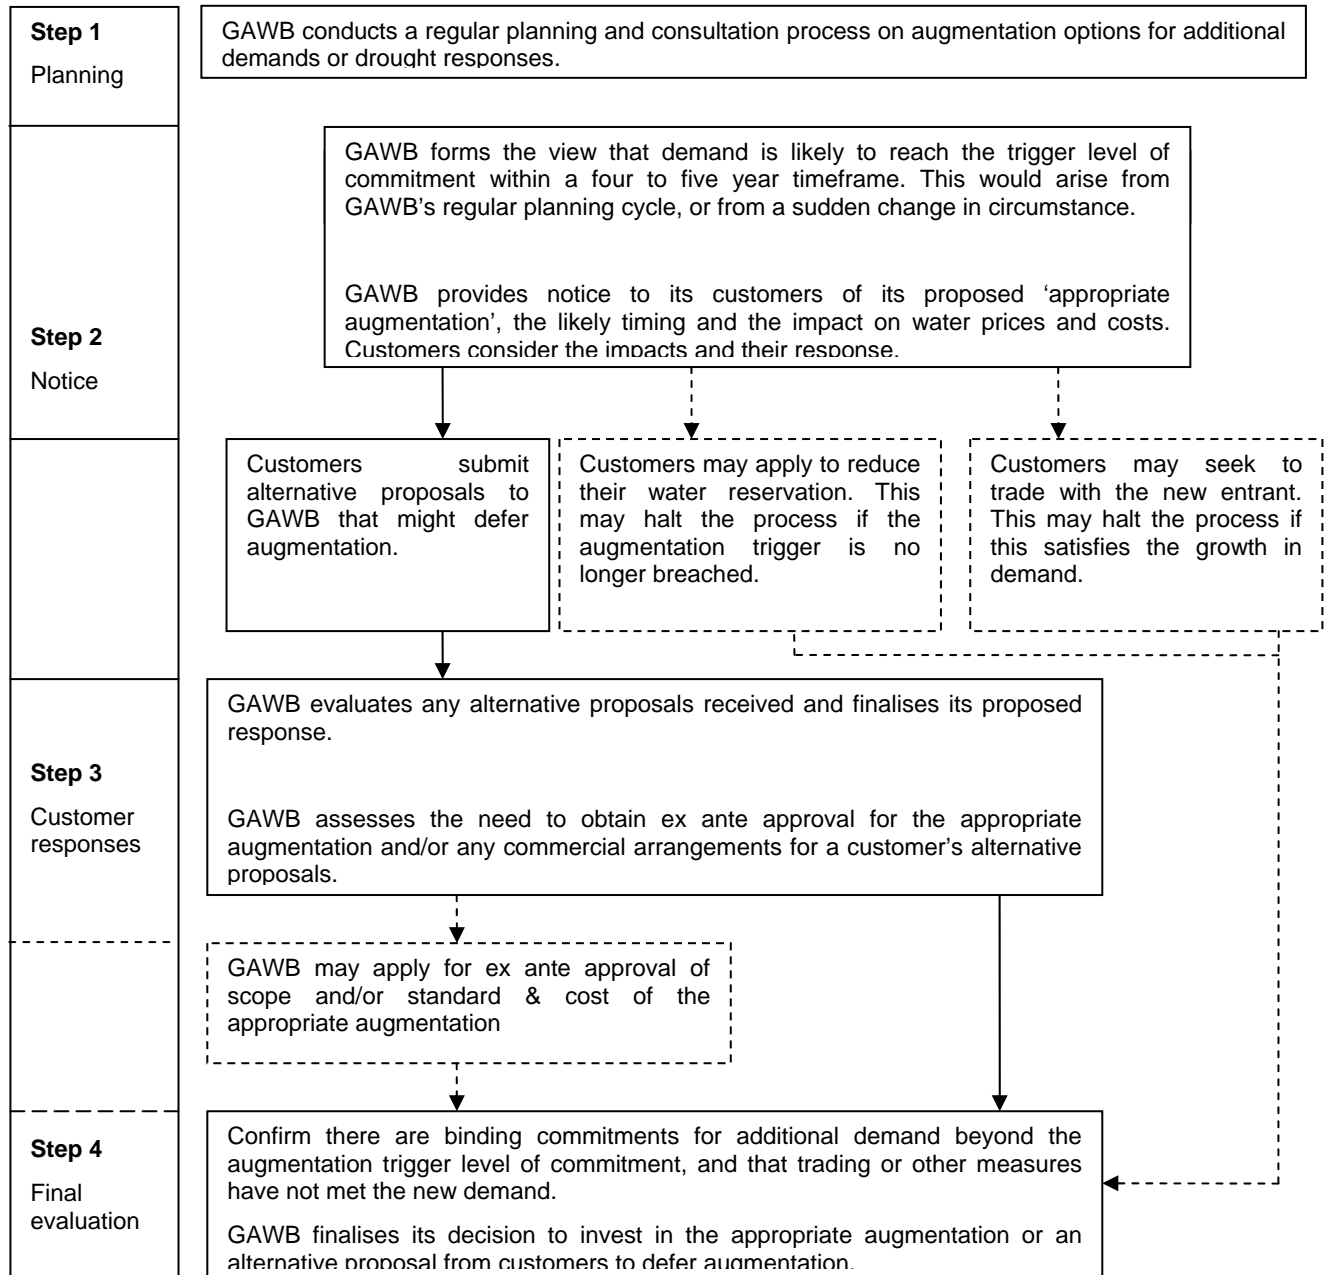 Step 1
Planning
GAWB conducts a regular planning and consultation process on augmentation options for additional
demands or drought responses.
Step 2
Notice
GAWB forms the view that demand is likely to reach the trigger level of
commitment within a four to five year timeframe. This would arise from
GAWB's regular planning cycle, or from a sudden change in circumstance.
GAWB provides notice to its customers of its proposed ‘appropriate
augmentation’, the likely timing and the impact on water prices and costs.
Customers consider the impacts and their response.
Customers submit
alternative proposals to
GAWB that might defer
augmentation.
Customers may apply to reduce
their water reservation. This
may halt the process if the
augmentation trigger is no
longer breached.
Customers may seek to
trade with the new entrant.
This may halt the process if
this satisfies the growth in
demand.
Step 3
Customer
responses
GAWB evaluates any alternative proposals received and finalises its proposed
response.
GAWB assesses the need to obtain ex ante approval for the appropriate
augmentation and/or any commercial arrangements for a customer's alternative
proposals.
GAWB may apply for ex ante approval of
scope and/or standard & cost of the
appropriate augmentation
Step 4
Final
evaluation
Confirm there are binding commitments for additional demand beyond the
augmentation trigger level of commitment, and that trading or other measures
have not met the new demand.
GAWB finalises its decision to invest in the appropriate augmentation or an
alternative proposal from customers to defer augmentation.